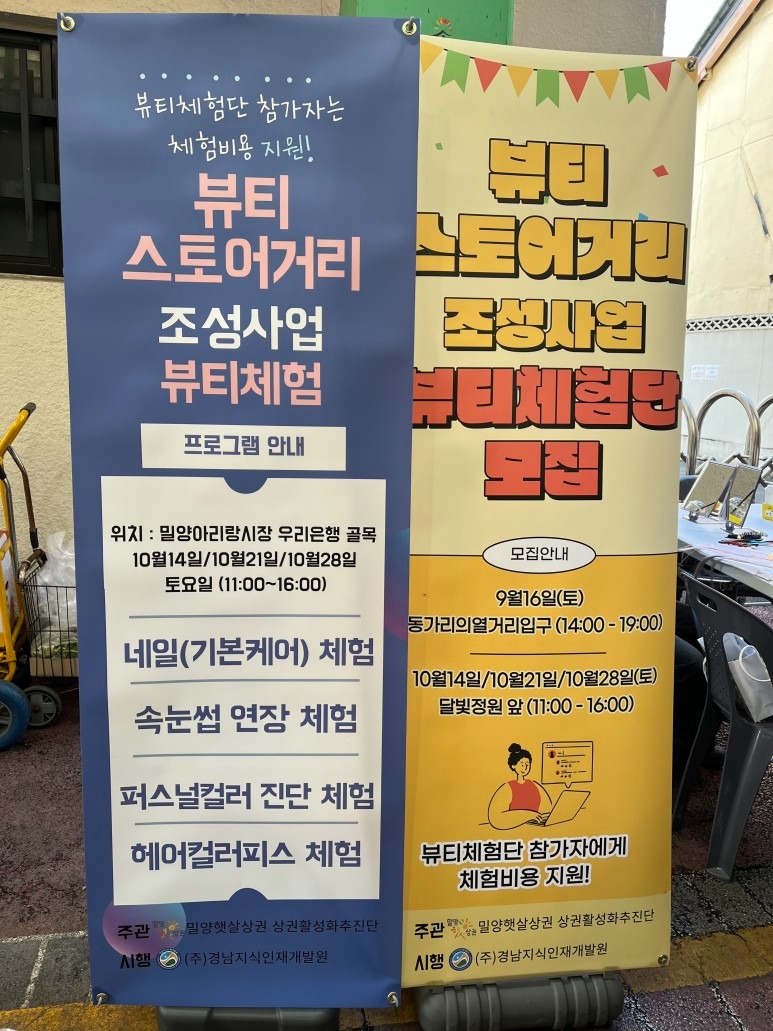 뷰티체험단 참가자는
체험비용 지원!
뷰티
스토어거리
조성사업
뷰티체험
프로그램 안내
위치 : 밀양아리랑시장 우리은행 골목
10월14일/10월21일/10월28일
토요일 (11:00~16:00)
네일(기본케어) 체험
속눈썹 연장 체험
퍼스널컬러 진단 체험
헤어컬러피스 체험
주관 밀양햇살상권 상권활성화추진단
시행 (주)경남지식인재개발원
뷰티
스토어거리
조성사업
뷰티체험단
모집
모집안내
9월16일(토)
동가리의열거리입구 (14:00 - 19:00)
10월14일/10월21일/10월28일(토)
달빛정원 앞 (11:00 - 16:00)
뷰티체험단 참가자에게
체험비용 지원!
주관 밀양햇살상권 상권활성화추진단
시행 (주)경남지식인재개발원